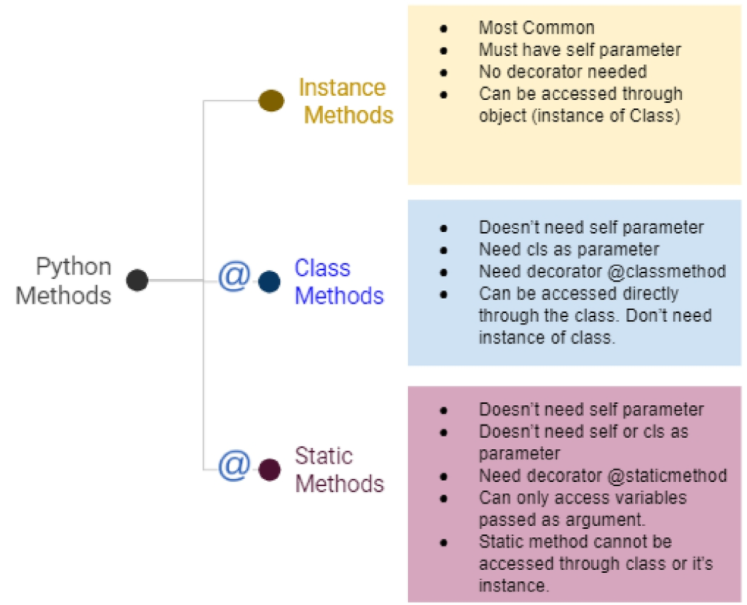 Python
Methods
Instance
Methods
● Most Common
● Must have self parameter
● No decorator needed
● Can be accessed through
object (instance of Class)
@
Class
Methods
● Doesn't need self parameter
● Need cls as parameter
● Need decorator @classmethod
● Can be accessed directly
through the class. Don't need
instance of class.
@
Static
Methods
● Doesn't need self parameter
● Doesn't need self or cls as
parameter
● Need decorator @staticmethod
● Can only access variables
passed as argument.
● Static method cannot be
accessed through class or it's
instance.